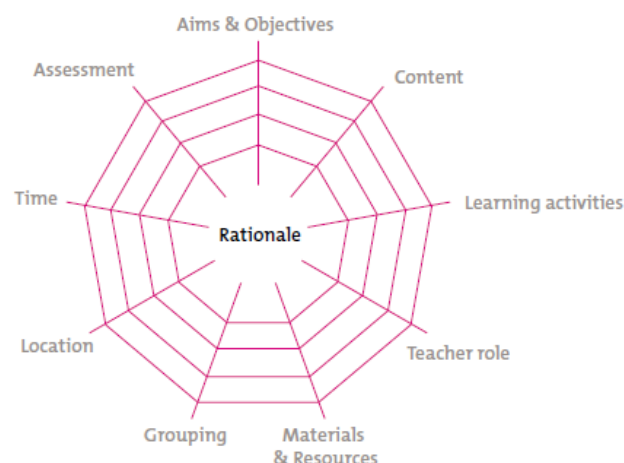 Aims & Objectives
Assessment
Content
Time
Learning activities
Rationale
Location
Teacher role
Grouping
Materials
& Resources